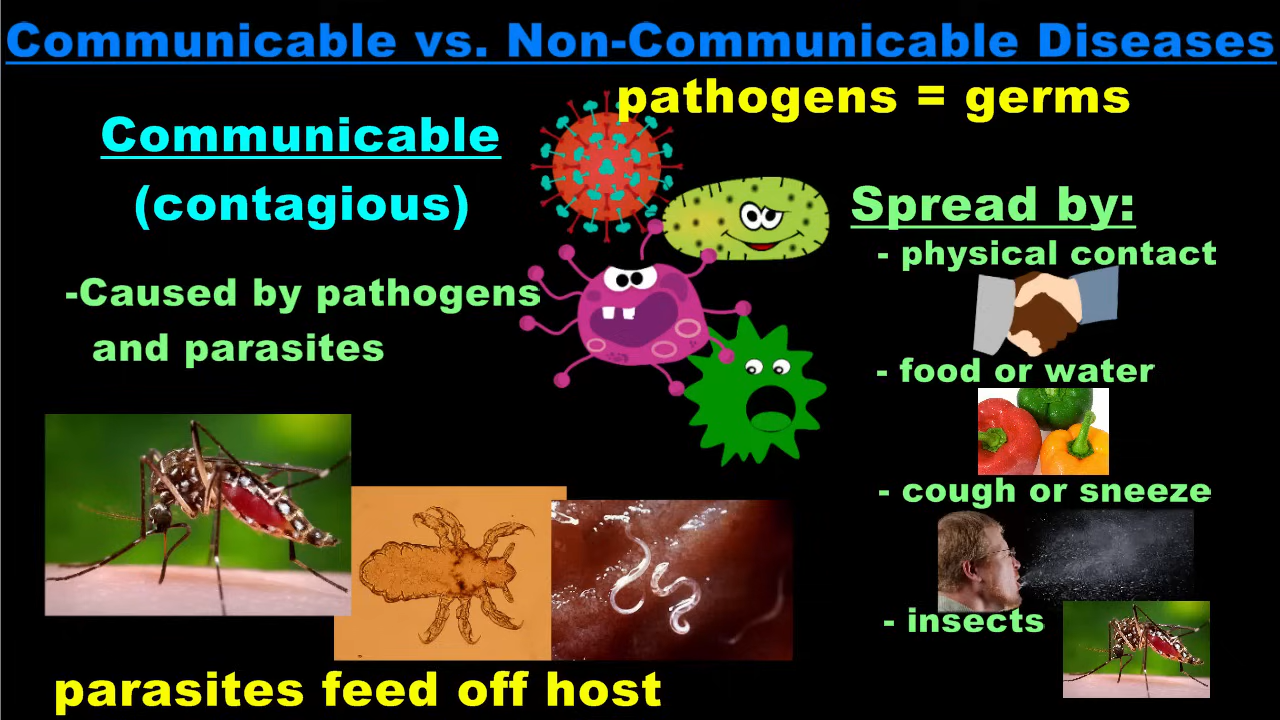 Communicable vs. Non-Communicable Diseases
pathogens = germs
Communicable
(contagious)
-Caused by pathogens
and parasites
parasites feed off host
Spread by:
- physical contact
- food or water
- cough or sneeze
- insects